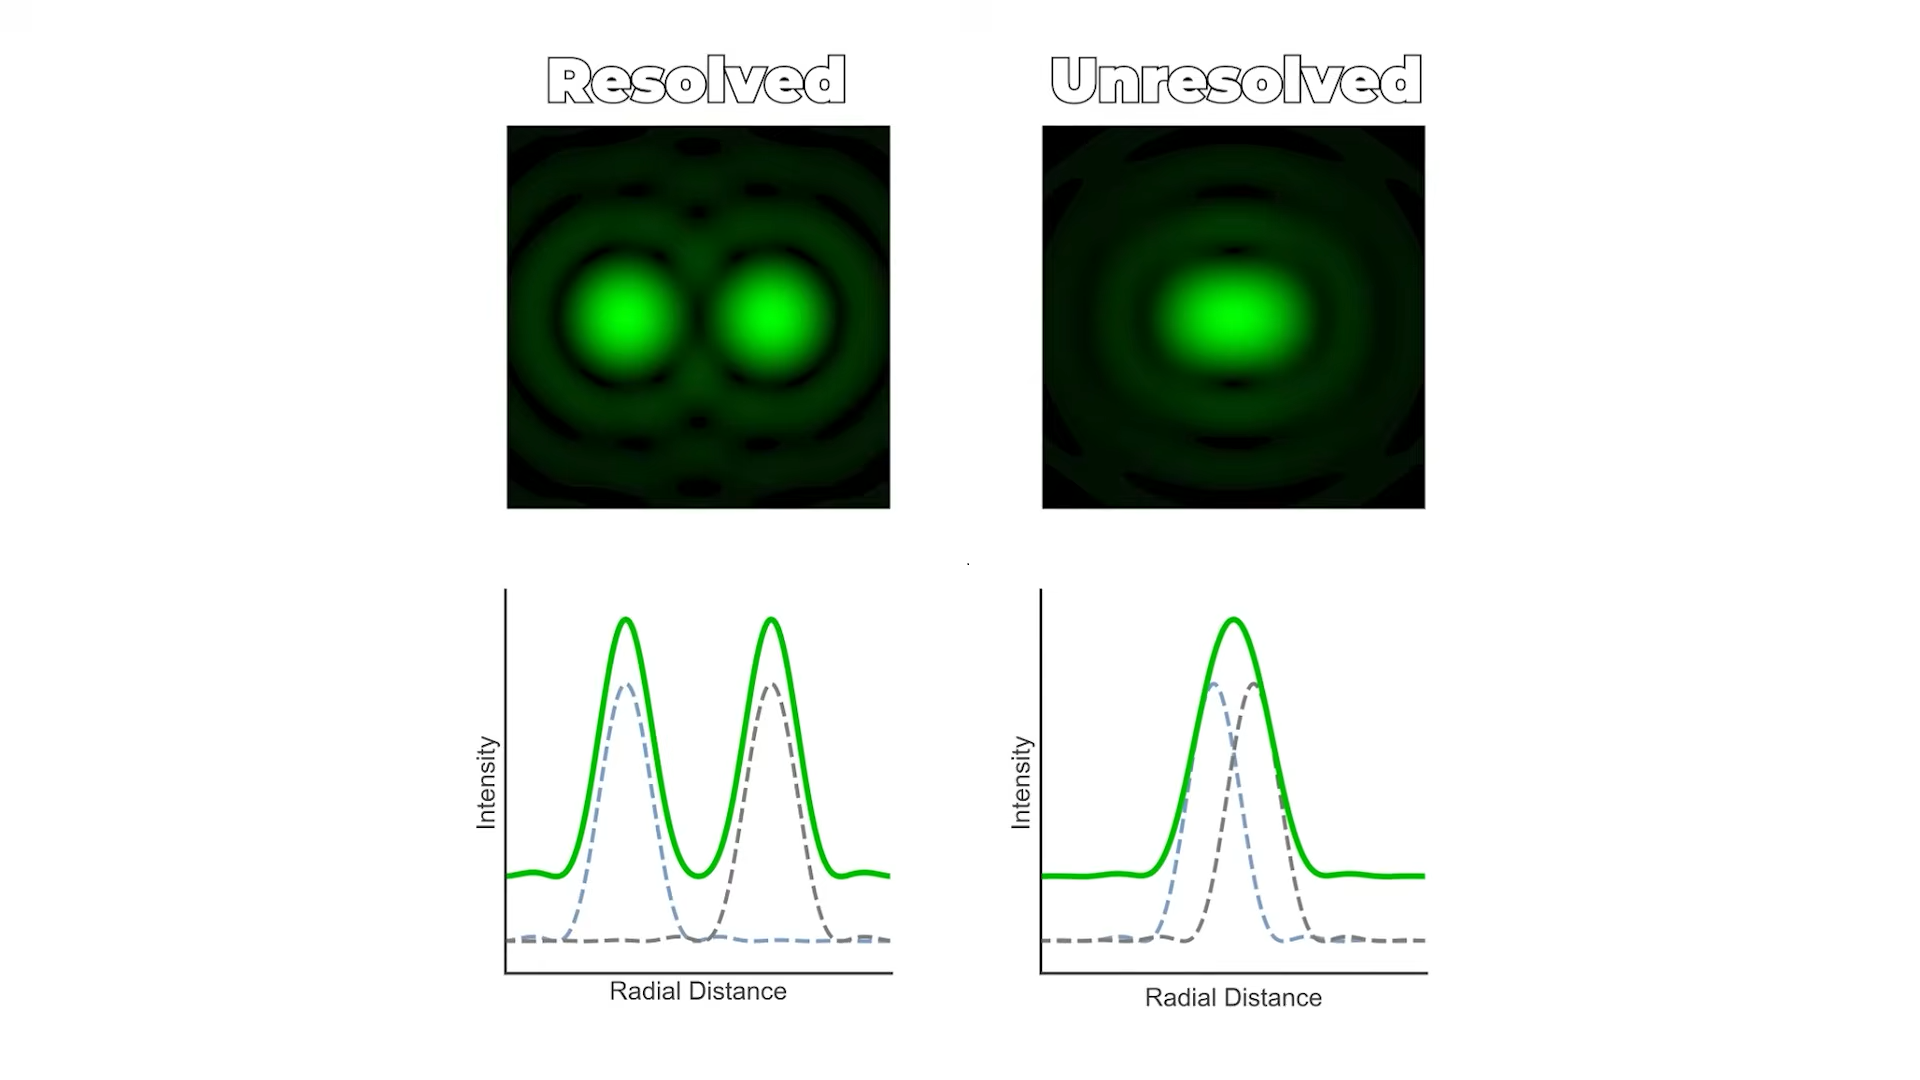 Resolved
Unresolved
Intensity
Radial Distance
Intensity
Radial Distance